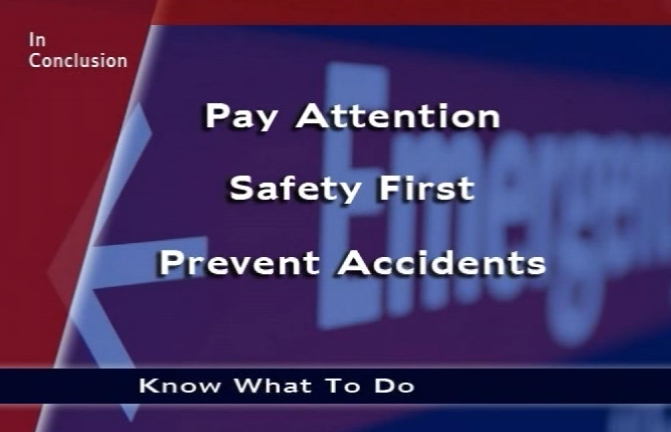 In
Conclusion
Pay Attention
Safety First
Prevent Accidents
Know What To Do